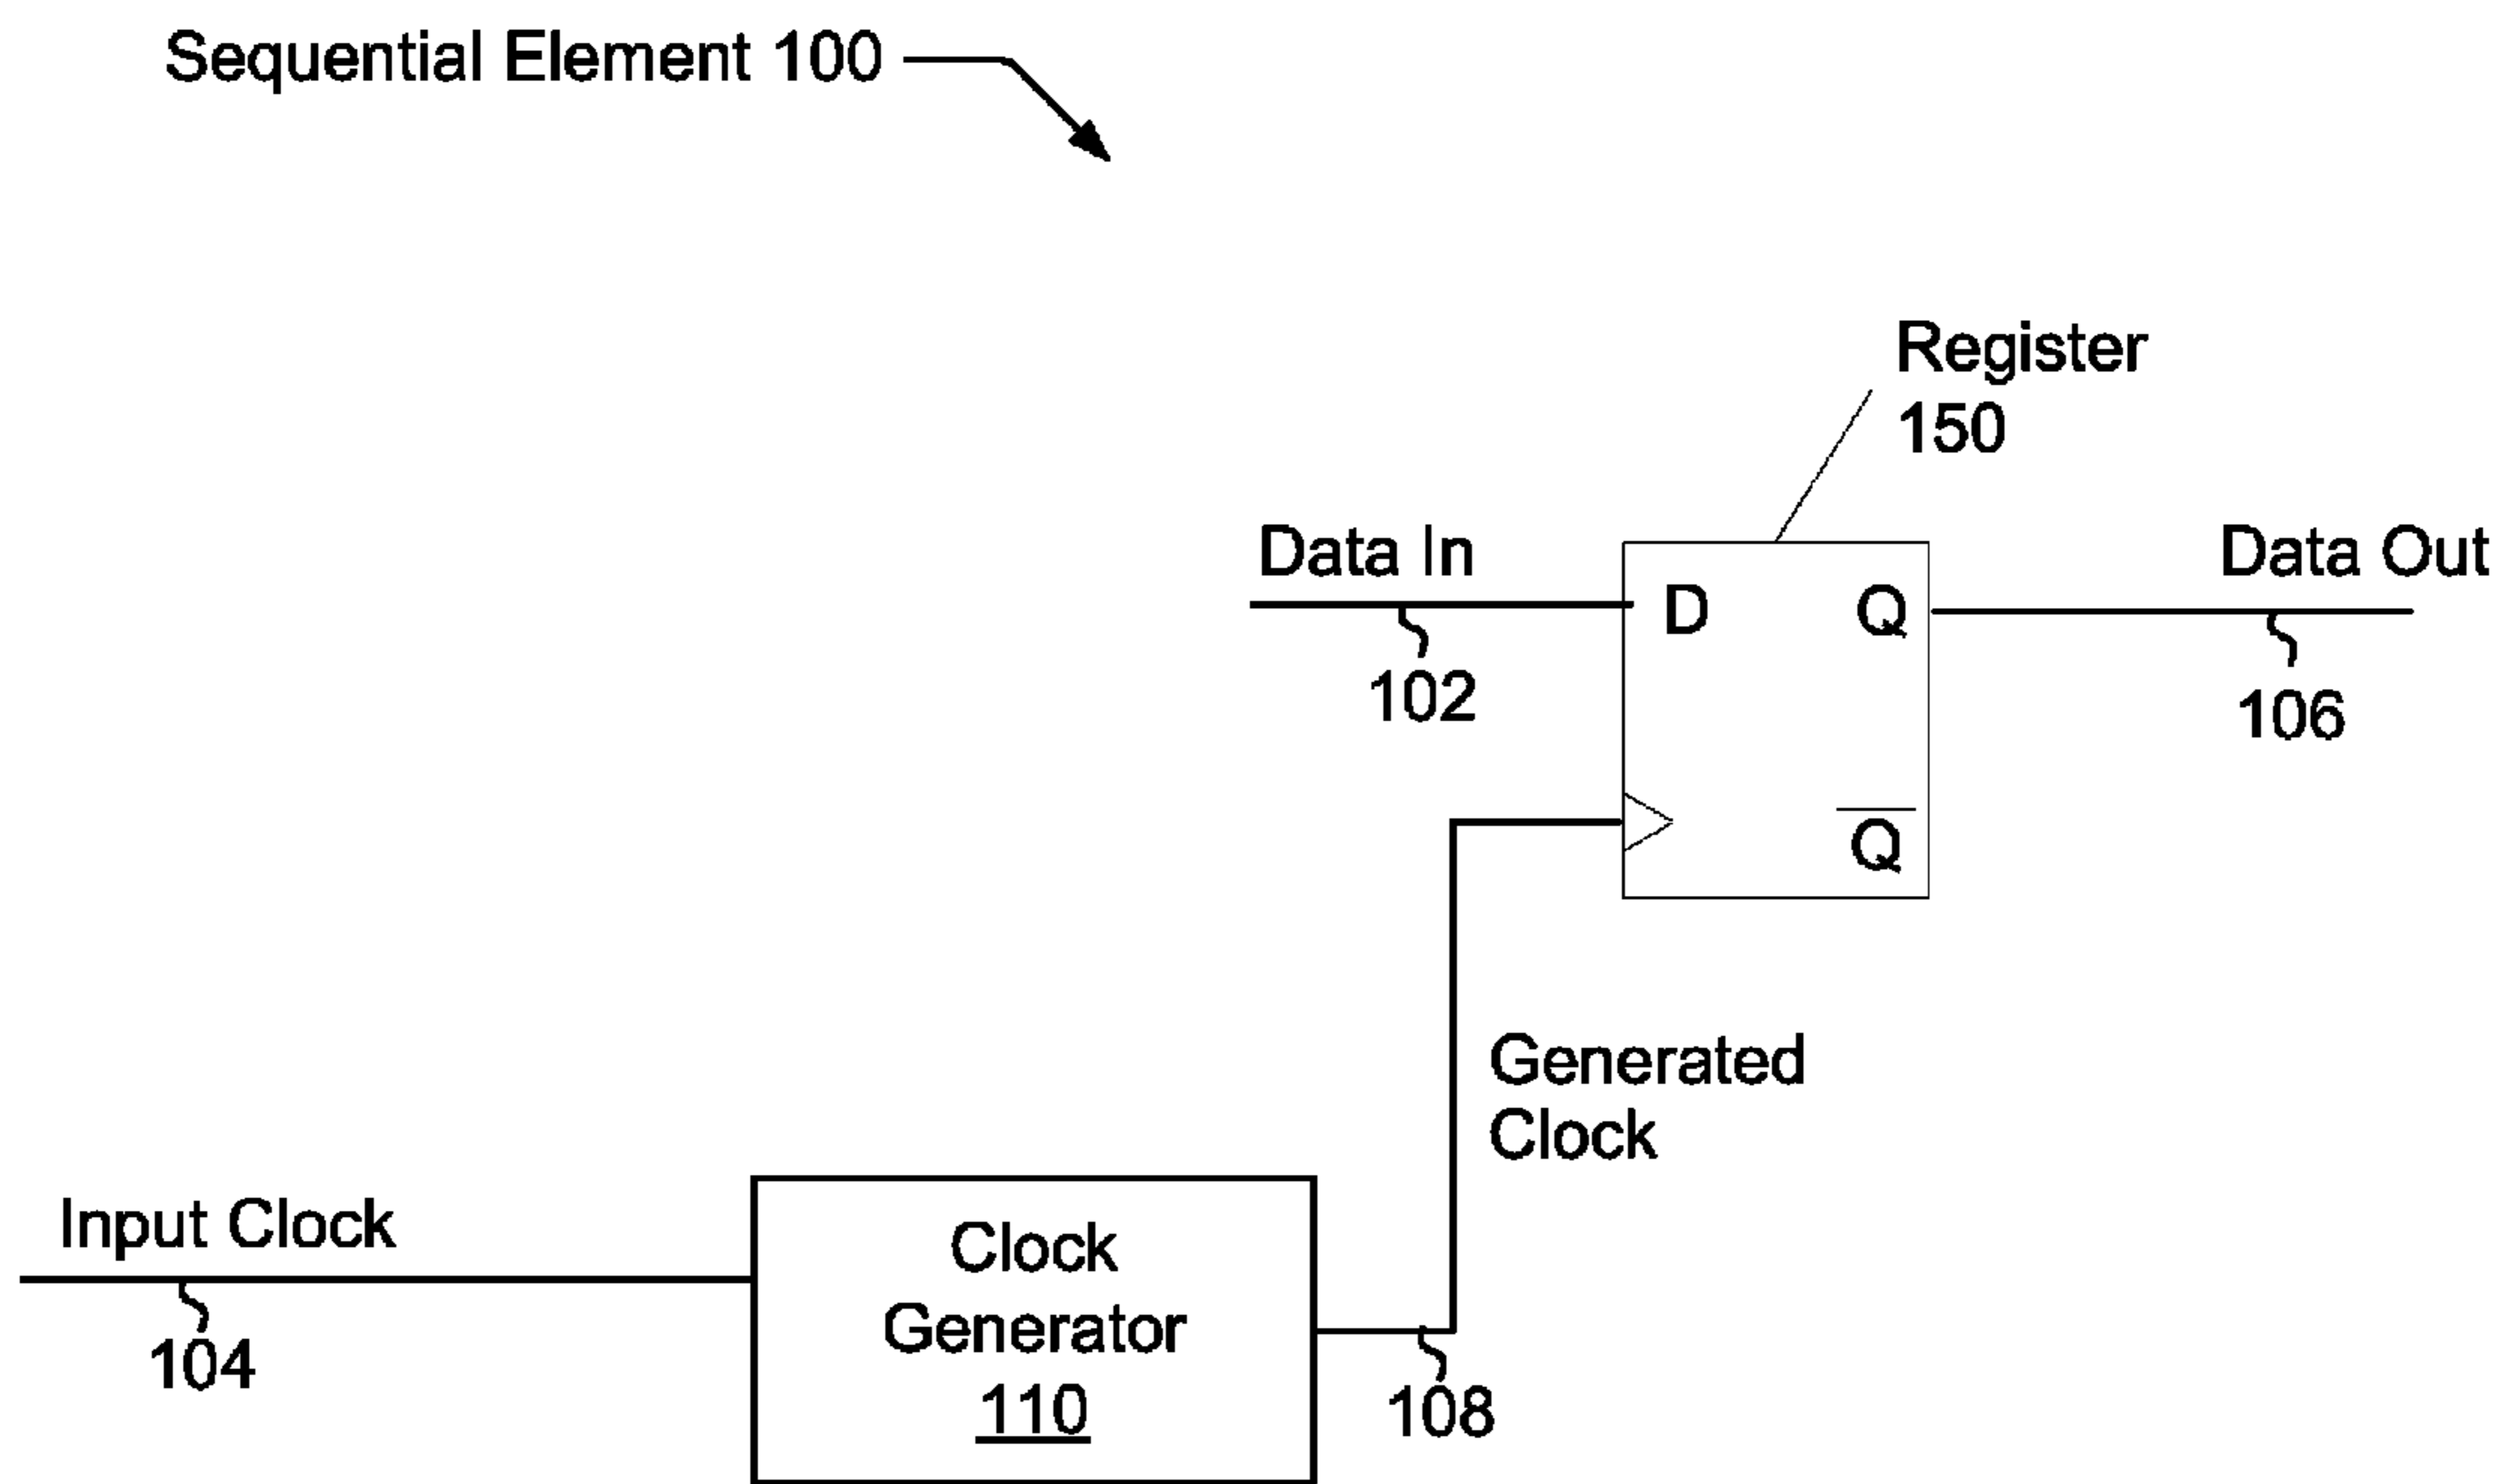 Sequential Element 100
Register
150
Data In
Data Out
D
Q
102
106
Q̅
Generated
Clock
Input Clock
Clock
Generator
110
104
108